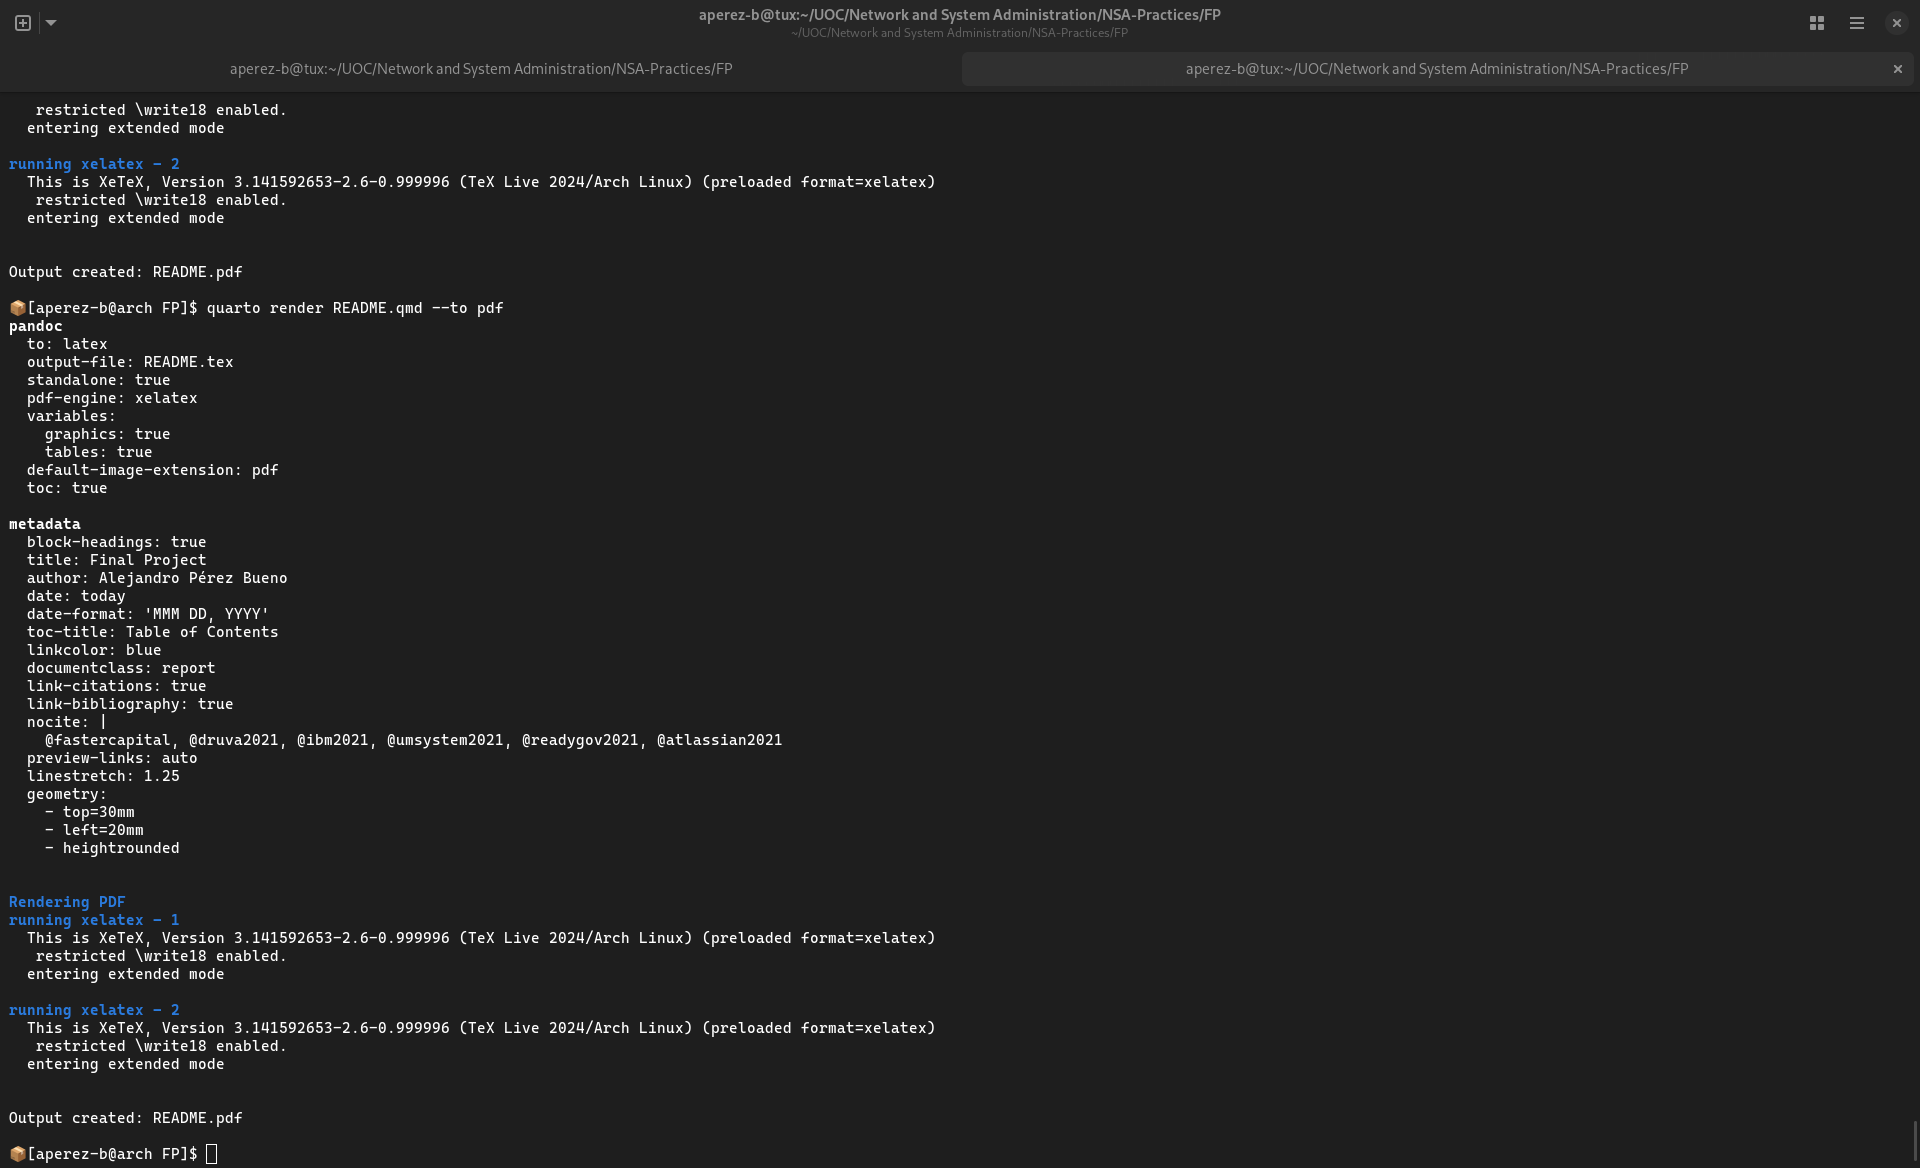 aperez-b@tux:~/UOC/Network and System Administration/NSA-Practices/FP
~/UOC/Network and System Administration/NSA-Practices/FP
aperez-b@tux:~/UOC/Network and System Administration/NSA-Practices/FP
aperez-b@tux:~/UOC/Network and System Administration/NSA-Practices/FP
restricted \write18 enabled.
entering extended mode
running xelatex - 2
This is XeTeX, Version 3.141592653-2.6-0.999996 (TeX Live 2024/Arch Linux) (preloaded format=xelatex)
restricted \write18 enabled.
entering extended mode
Output created: README.pdf
📦[aperez-b@arch FP]$ quarto render README.qmd --to pdf
pandoc
to: latex
output-file: README.tex
standalone: true
pdf-engine: xelatex
variables:
graphics: true
tables: true
default-image-extension: pdf
toc: true
metadata
block-headings: true
title: Final Project
author: Alejandro Pérez Bueno
date: today
date-format: 'MMM DD, YYYY'
toc-title: Table of Contents
linkcolor: blue
documentclass: report
link-citations: true
link-bibliography: true
nocite: |
@fastercapital, @druva2021, @ibm2021, @umsystem2021, @readygov2021, @atlassian2021
preview-links: auto
linestretch: 1.25
geometry:
- top=30mm
- left=20mm
- heightrounded
Rendering PDF
running xelatex - 1
This is XeTeX, Version 3.141592653-2.6-0.999996 (TeX Live 2024/Arch Linux) (preloaded format=xelatex)
restricted \write18 enabled.
entering extended mode
running xelatex - 2
This is XeTeX, Version 3.141592653-2.6-0.999996 (TeX Live 2024/Arch Linux) (preloaded format=xelatex)
restricted \write18 enabled.
entering extended mode
Output created: README.pdf
📦[aperez-b@arch FP]$